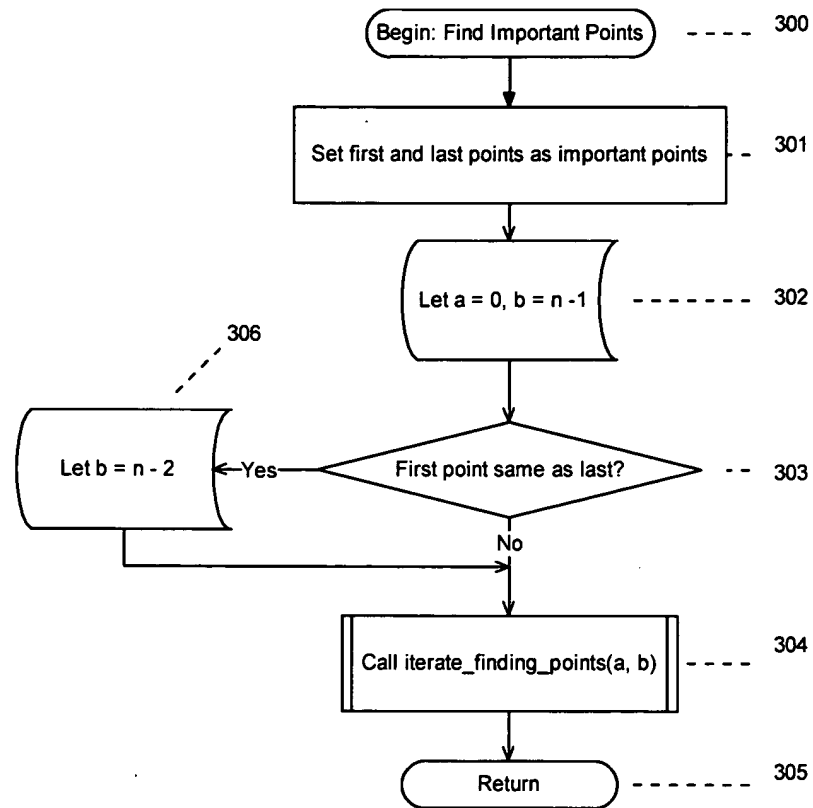 Begin: Find Important Points
300
Set first and last points as important points
301
Let a = 0, b = n -1
302
306
Let b = n - 2
Yes
First point same as last?
303
No
Call iterate_finding_points(a, b)
304
Return
305